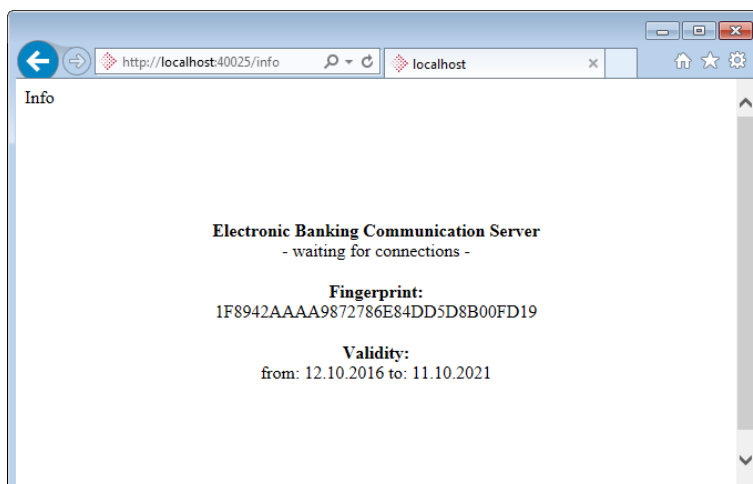 http://localhost:40025/info
localhost
Info
Electronic Banking Communication Server
- waiting for connections -
Fingerprint:
1F8942AAAA9872786E84DD5D8B00FD19
Validity:
from: 12.10.2016 to: 11.10.2021